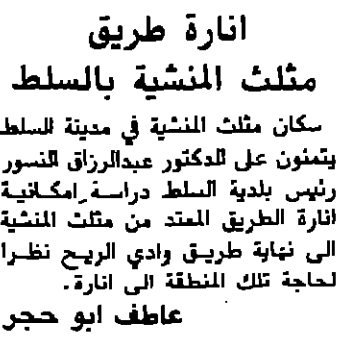 انارة طريق
مثلث المنشية بالسلط
سكان مثلث المنشية في مدينة السلط
يتمنون على الدكتور عبدالرزاق النسور
رئيس بلدية السلط دراسة امكانية
انارة الطريق الممتد من مثلث المنشية
الى نهاية طريق وادي الريح نظرا
لحاجة تلك المنطقة الى انارة.
عاطف ابو حجر